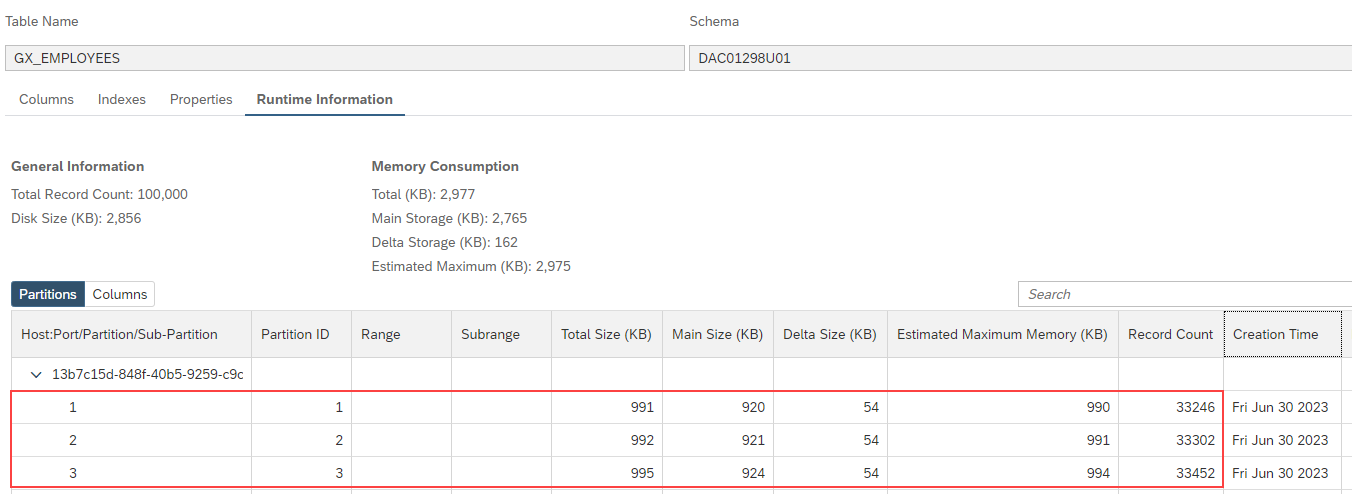 Table Name Schema
GX_EMPLOYEES DAC01298U01
Columns Indexes Properties Runtime Information
General Information Memory Consumption
Total Record Count: 100,000 Total (KB): 2,977
Disk Size (KB): 2,856 Main Storage (KB): 2,765
Delta Storage (KB): 162
Estimated Maximum (KB): 2,975
Partitions Columns Search
Host:Port/Partition/Sub-Partition Partition ID Range Subrange Total Size (KB) Main Size (KB) Delta Size (KB) Estimated Maximum Memory (KB) Record Count Creation Time
13b7c15d-848f-40b5-9259-c9c
1 1 991 920 54 990 33246 Fri Jun 30 2023
2 2 992 921 54 991 33302 Fri Jun 30 2023
3 3 995 924 54 994 33452 Fri Jun 30 2023